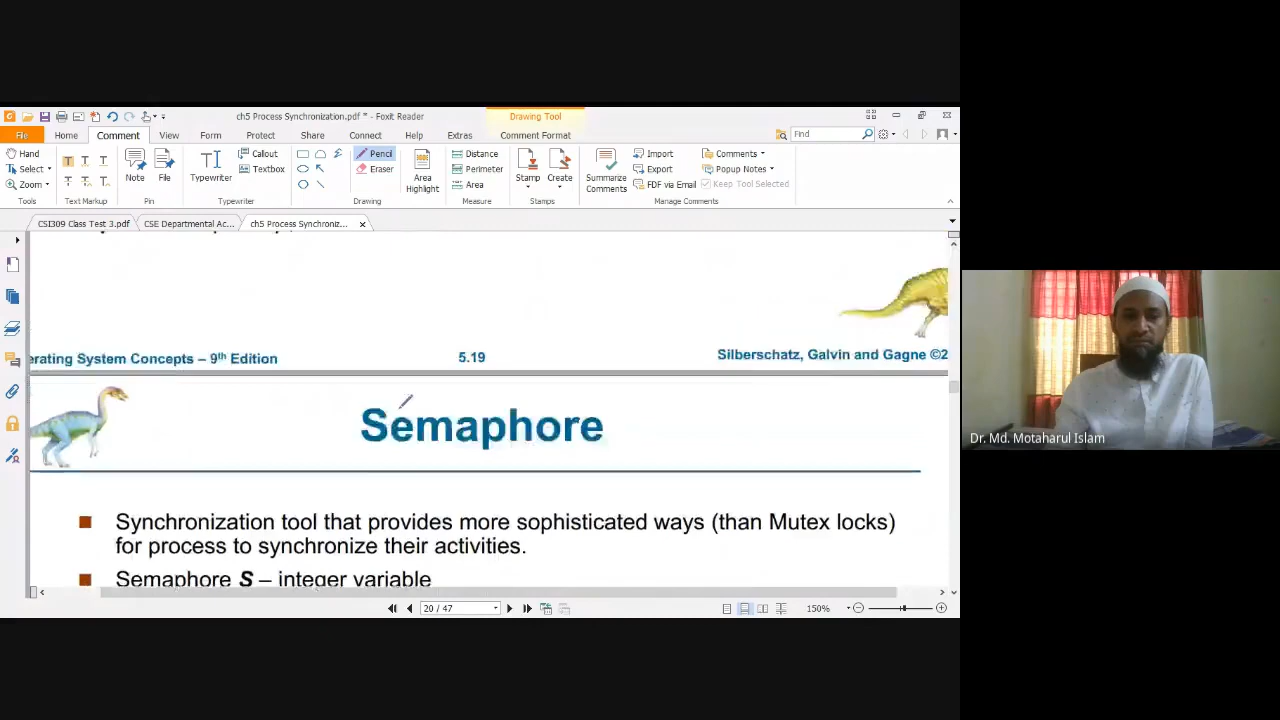 ch5 Process Synchronization.pdf * - Foxit Reader
Drawing Tool
File Home Comment View Form Protect Share Connect Help Extras Comment Format Find
Hand
Select
Zoom
Tools
T T T
T T T
Text Markup
Note
File
Pin
Typewriter
Callout
Textbox
Typewriter
Pencil
Eraser
Drawing
Area
Highlight
Distance
Perimeter
Area
Measure
Stamp
Create
Stamps
Summarize
Comments
Import
Export
FDF via Email
Comments
Popup Notes
Keep Tool Selected
Manage Comments
CSI309 Class Test 3.pdf
CSE Departmental Ac...
ch5 Process Synchroniz...
erating System Concepts – 9th Edition
5.19
Silberschatz, Galvin and Gagne ©2
Semaphore
Synchronization tool that provides more sophisticated ways (than Mutex locks)
for process to synchronize their activities.
Semaphore S – integer variable
20 / 47
150%
Dr. Md. Motaharul Islam